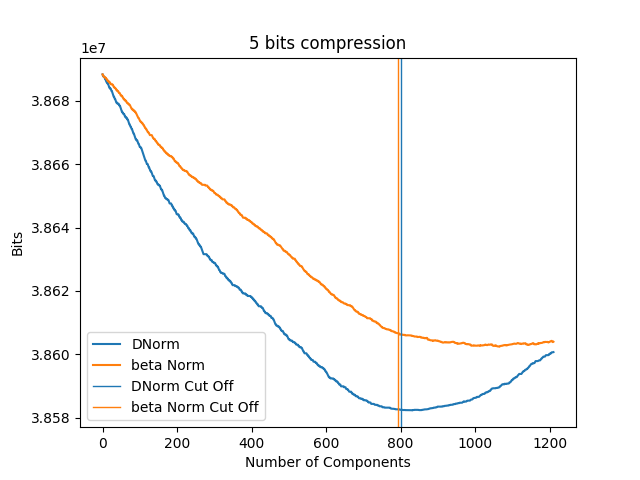 5 bits compression
1e7
3.868
3.866
3.864
3.862
3.860
3.858
Bits
DNorm
beta Norm
DNorm Cut Off
beta Norm Cut Off
0 200 400 600 800 1000 1200
Number of Components